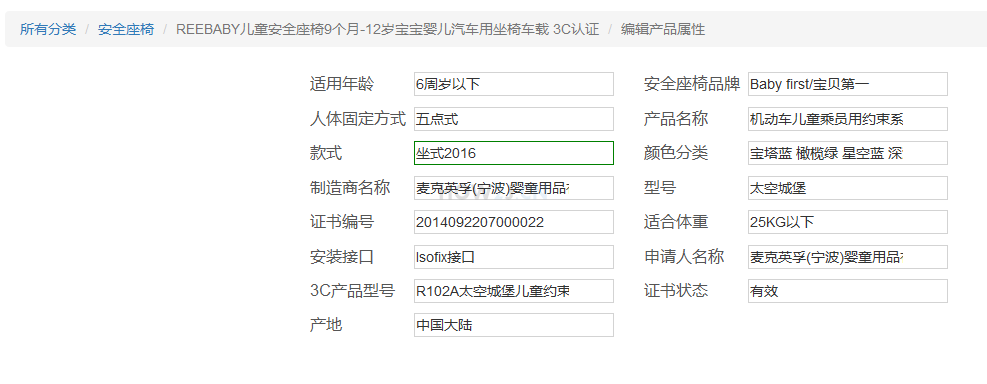 所有分类 / 安全座椅 / REEBABY儿童安全座椅9个月-12岁宝宝婴儿汽车用坐椅车载 3C认证 / 编辑产品属性
适用年龄 6周岁以下 安全座椅品牌 Baby first/宝贝第一
人体固定方式 五点式 产品名称 机动车儿童乘员用约束系
款式 坐式2016 颜色分类 宝塔蓝 橄榄绿 星空蓝 深
制造商名称 麦克英孚(宁波)婴童用品 型号 太空城堡
证书编号 2014092207000022 适合体重 25KG以下
安装接口 Isofix接口 申请人名称 麦克英孚(宁波)婴童用品
3C产品型号 R102A太空城堡儿童约束 证书状态 有效
产地 中国大陆